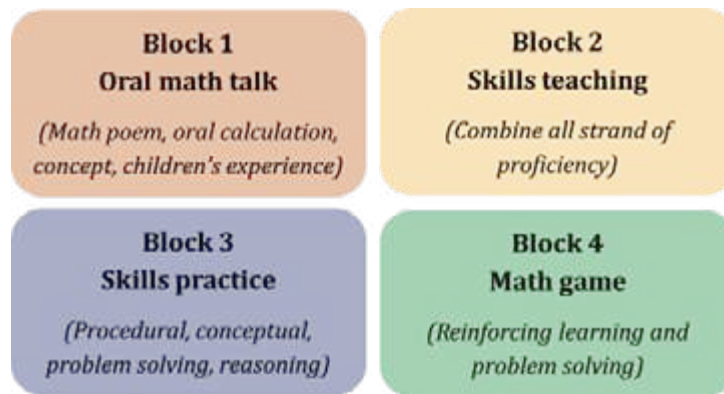 Block 1
Oral math talk
(Math poem, oral calculation,
concept, children's experience)
Block 2
Skills teaching
(Combine all strand of
proficiency)
Block 3
Skills practice
(Procedural, conceptual,
problem solving, reasoning)
Block 4
Math game
(Reinforcing learning and
problem solving)